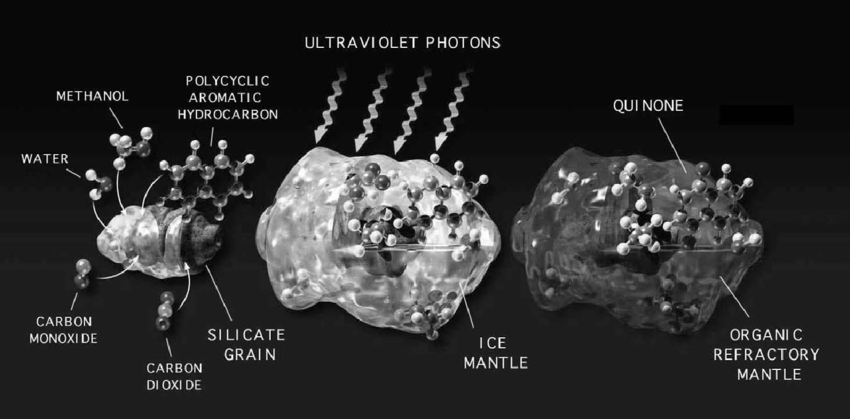 ULTRAVIOLET PHOTONS
POLYCYCLIC
AROMATIC
HYDROCARBON
METHANOL
WATER
QUINONE
CARBON
MONOXIDE
SILICATE
GRAIN
CARBON
DIOXIDE
ICE
MANTLE
ORGANIC
REFRACTORY
MANTLE